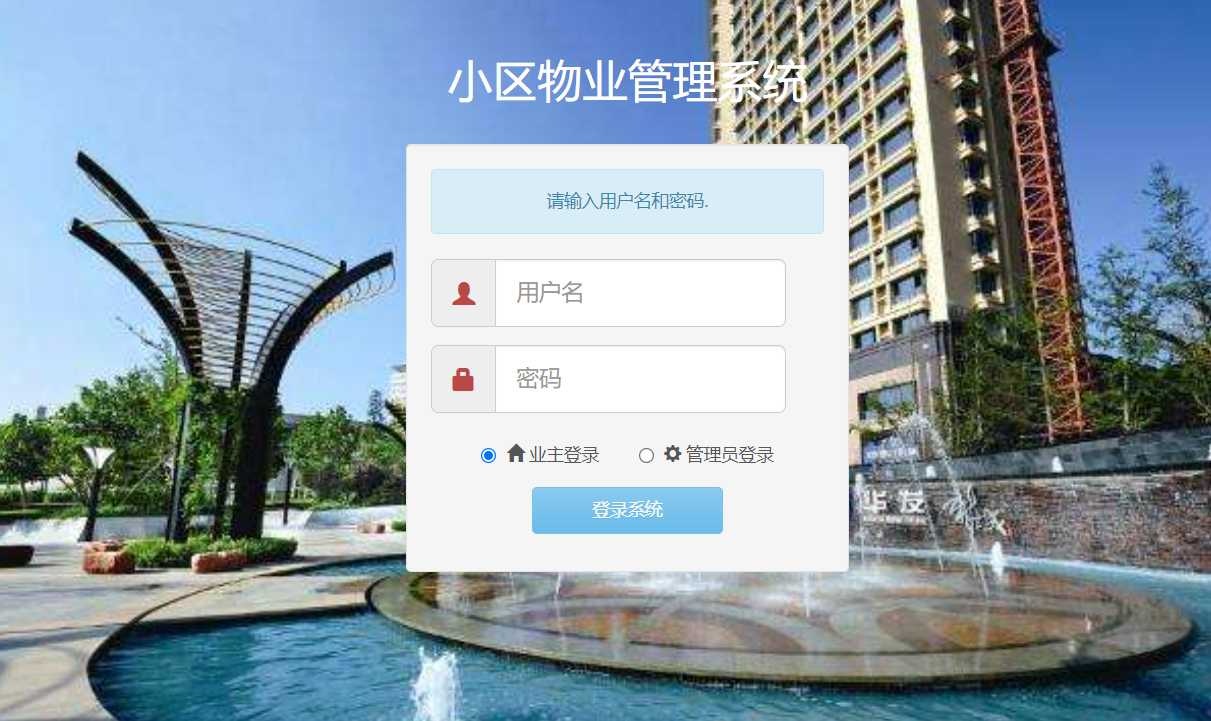 小区物业管理系统
请输入用户名和密码.
用户名
密码
业主登录 管理员登录
登录系统
华发